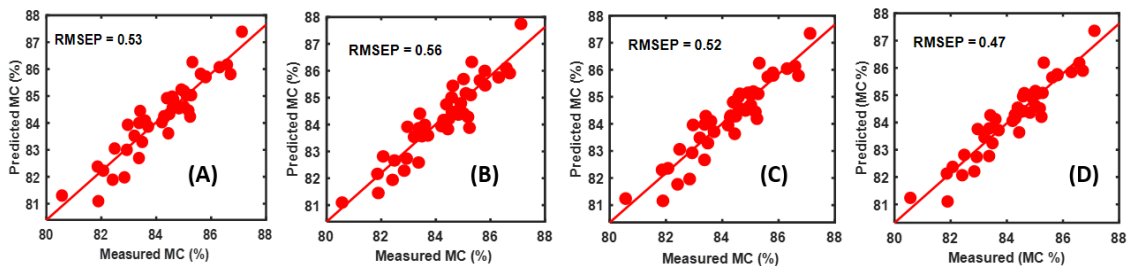 Predicted MC (%)
88
87
86
85
84
83
82
81
RMSEP = 0.53
(A)
80 82 84 86 88
Measured MC (%)
Predicted MC (%)
88
87
86
85
84
83
82
81
RMSEP = 0.56
(B)
80 82 84 86 88
Measured MC (%)
Predicted MC (%)
88
87
86
85
84
83
82
81
RMSEP = 0.52
(C)
80 82 84 86 88
Measured MC (%)
Predicted (MC %)
88
87
86
85
84
83
82
81
RMSEP = 0.47
(D)
80 82 84 86 88
Measured (MC %)